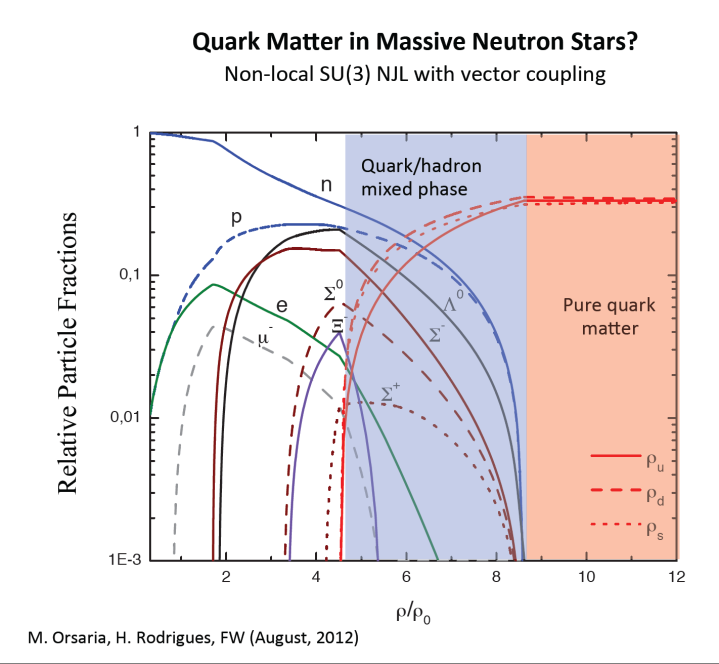 Quark Matter in Massive Neutron Stars?
Non-local SU(3) NJL with vector coupling
1
0,1
0,01
1E-3
Relative Particle Fractions
Quark/hadron
mixed phase
Pure quark
matter
n
p
e
μ-
Σ0
Ξ-
Λ0
Σ-
Σ+
ρu
ρd
ρs
2 4 6 8 10 12
ρ/ρ0
M. Orsaria, H. Rodrigues, FW (August, 2012)